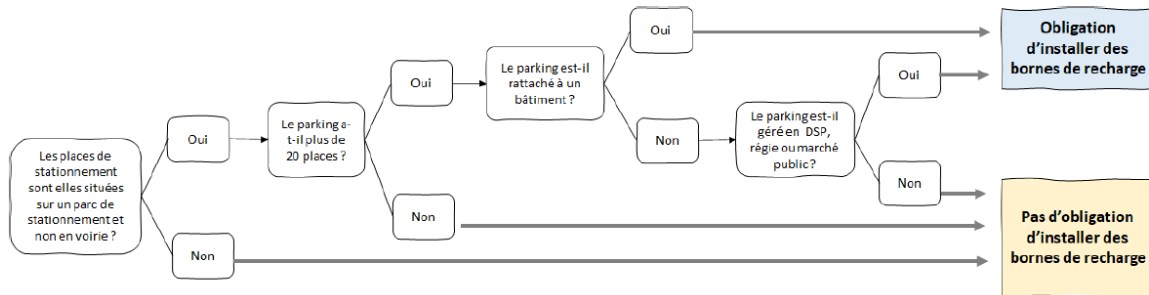 Les places de
stationnement
sont elles situées
sur un parc de
stationnement et
non en voirie ?
Oui
Non
Le parking a-
t-il plus de
20 places ?
Oui
Non
Le parking est-il
rattaché à un
bâtiment ?
Oui
Non
Le parking est-il
géré en DSP,
régie ou marché
public ?
Oui
Non
Obligation
d'installer des
bornes de recharge
Pas d'obligation
d'installer des
bornes de recharge